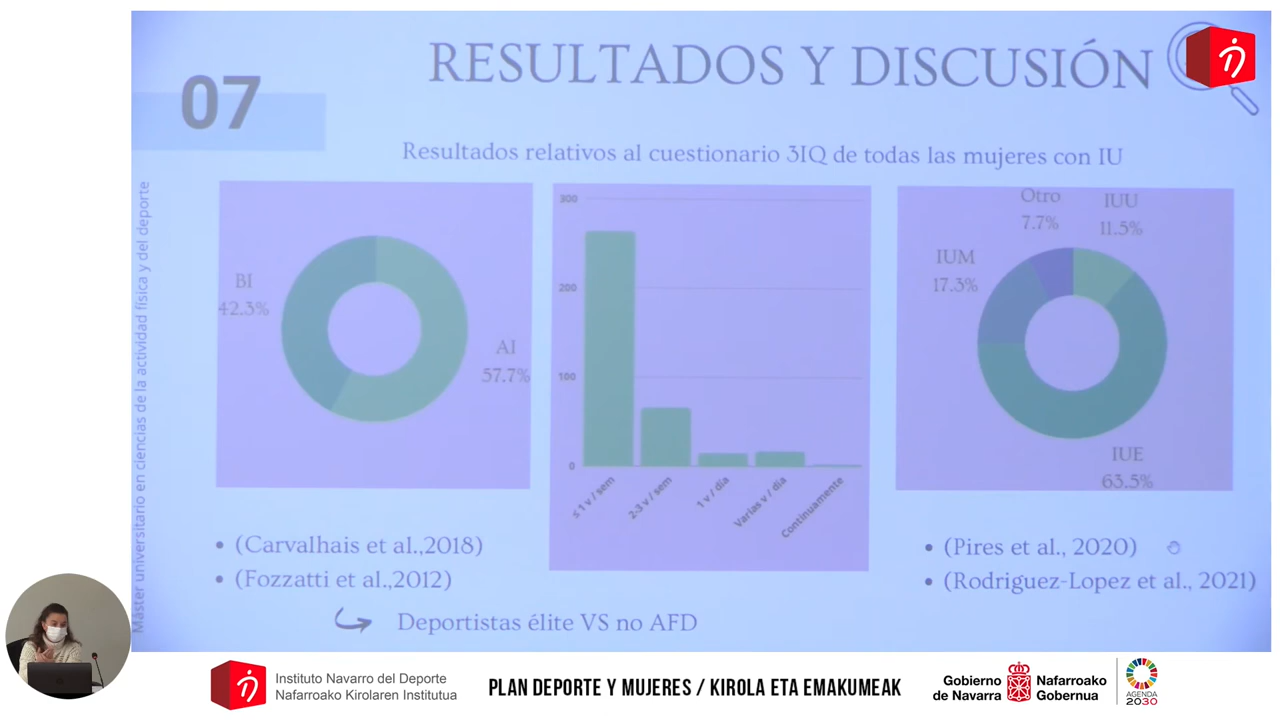 RESULTADOS Y DISCUSIÓN
07
Resultados relativos al cuestionario 3IQ de todas las mujeres con IU
Máster universitario en ciencias de la actividad física y del deporte
BI
42.3%
AI
57.7%
300
200
100
0
≤ 1 v / sem
2-3 v / sem
1 v / día
Varias v / día
Continuamente
Otro
7.7%
IUU
11.5%
IUM
17.3%
IUE
63.5%
• (Carvalhais et al.,2018)
• (Fozzatti et al.,2012)
Deportistas élite VS no AFD
• (Pires et al., 2020)
• (Rodriguez-Lopez et al., 2021)
Instituto Navarro del Deporte
Nafarroako Kirolaren Institutua
PLAN DEPORTE Y MUJERES / KIROLA ETA EMAKUMEAK
Gobierno de Navarra
Nafarroako Gobernua
AGENDA
2030